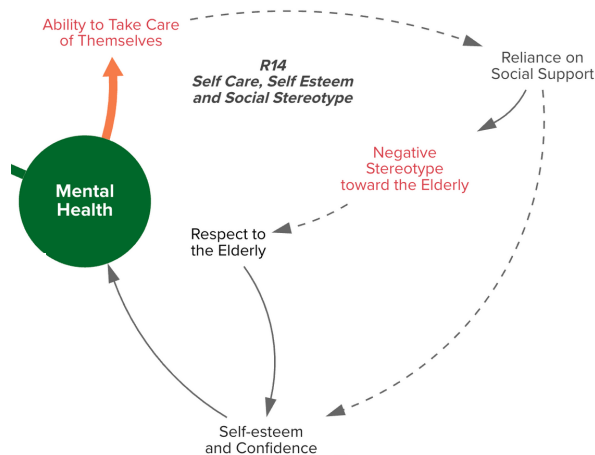 Ability to Take Care
of Themselves
R14
Self Care, Self Esteem
and Social Stereotype
Reliance on
Social Support
Negative
Stereotype
toward the Elderly
Mental
Health
Respect to
the Elderly
Self-esteem
and Confidence